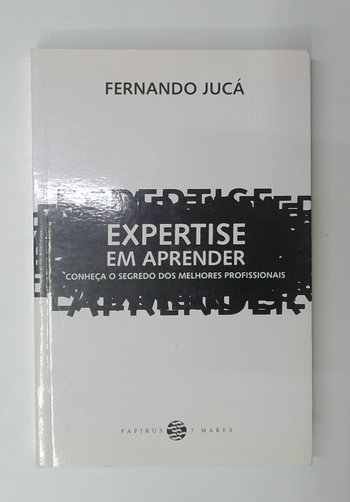 FERNANDO JUCÁ
EXPERTISE
EM APRENDER
CONHEÇA O SEGREDO DOS MELHORES PROFISSIONAIS
PAPIRUS 7 MARES